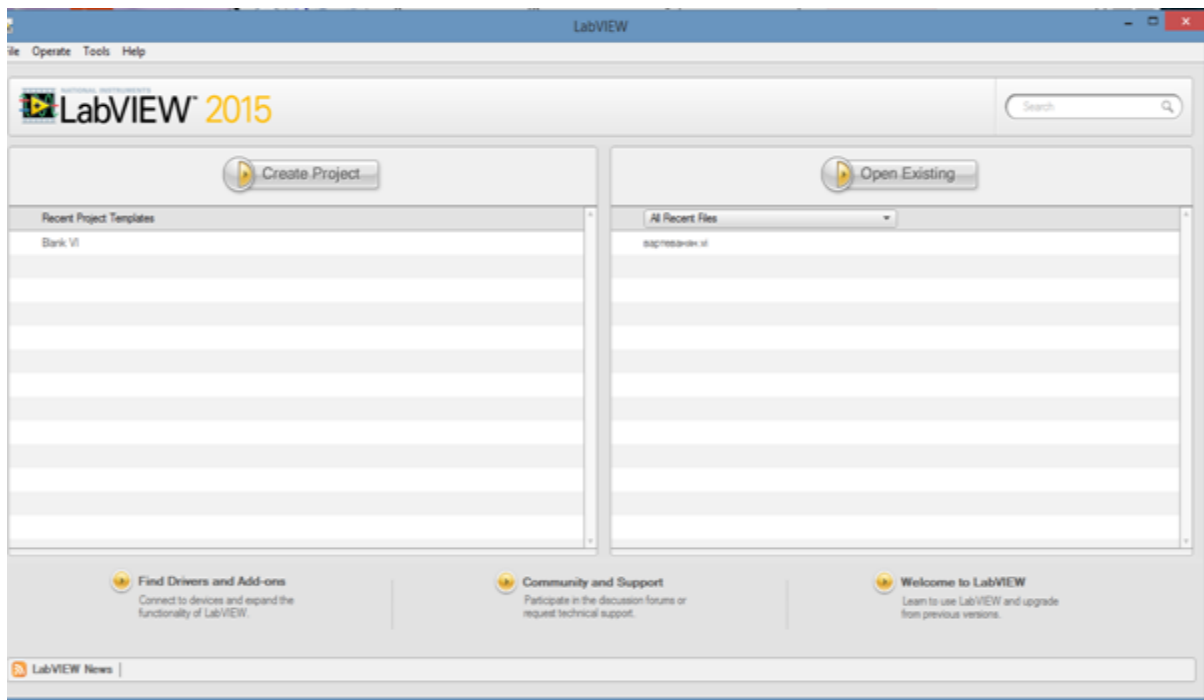 LabVIEW
File Operate Tools Help
NATIONAL INSTRUMENTS
LabVIEW™ 2015
Search
Create Project
Open Existing
Recent Project Templates
All Recent Files
Blank VI
Find Drivers and Add-ons
Connect to devices and expand the
functionality of LabVIEW.
Community and Support
Participate in the discussion forums or
request technical support.
Welcome to LabVIEW
Learn to use LabVIEW and upgrade
from previous versions.
LabVIEW News